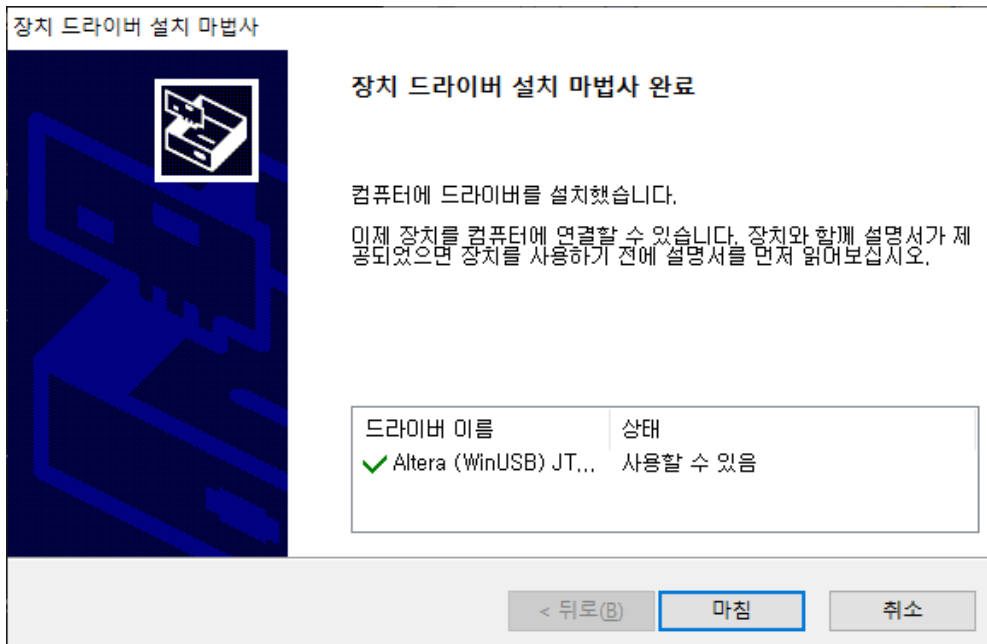 장치 드라이버 설치 마법사
장치 드라이버 설치 마법사 완료
컴퓨터에 드라이버를 설치했습니다.
이제 장치를 컴퓨터에 연결할 수 있습니다. 장치와 함께 설명서가 제
공되었으면 장치를 사용하기 전에 설명서를 먼저 읽어보십시오.
드라이버 이름 상태
Altera (WinUSB) JT... 사용할 수 있음
< 뒤로(B) 마침 취소